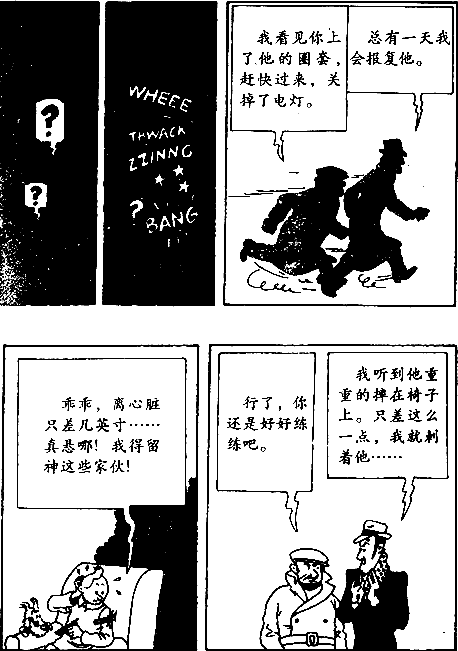 ?
?
WHEEE
THWACK
ZZINNG
?
BANG
我看见你上
了他的圈套，
赶快过来，关
掉了电灯。
总有一天我
会报复他。
乖乖，离心脏
只差几英寸……
真悬哪！我得留
神这些家伙！
行了，你
还是好好练
练吧。
我听到他重
重的摔在椅子
上。只差这么
一点，我就刺
着他……